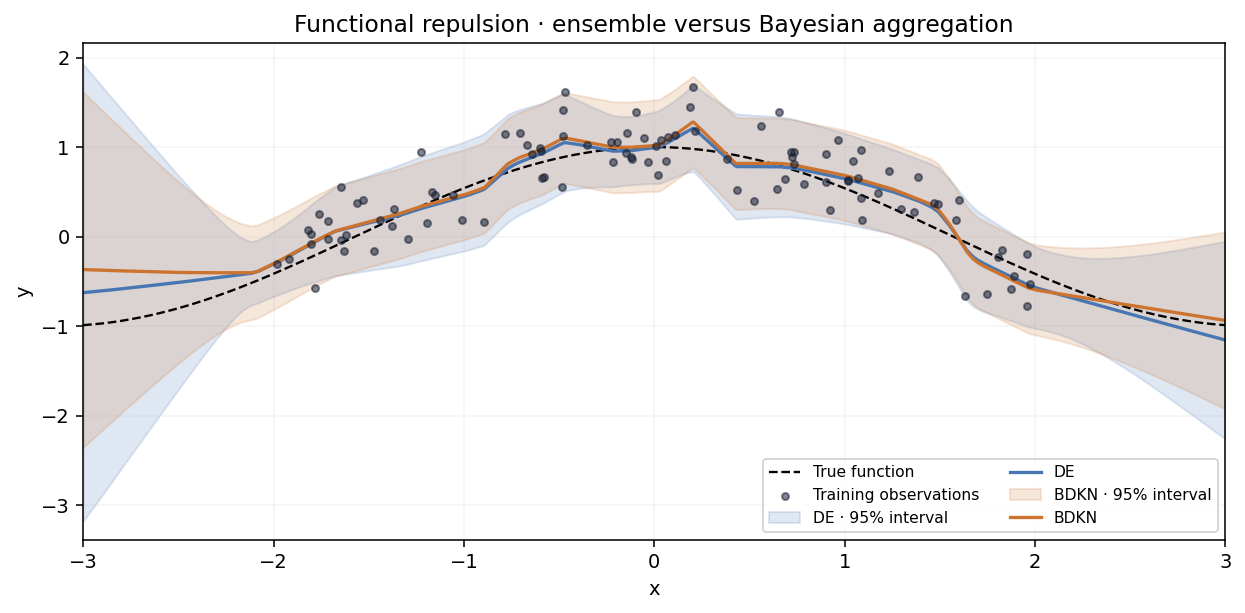 Functional repulsion · ensemble versus Bayesian aggregation
y
2
1
0
−1
−2
−3
−3 −2 −1 0 1 2 3
x
True function
Training observations
DE · 95% interval
DE
BDKN · 95% interval
BDKN